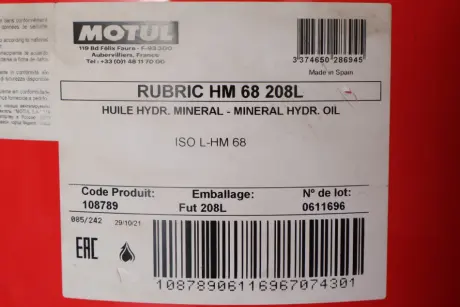 MOTUL
119 Bd Félix Faure - F-93300
Aubervilliers, France
Tel : +33 (0)1 48 11 70 00
3 374650 286945
Made in Spain
RUBRIC HM 68 208L
HUILE HYDR. MINERAL - MINERAL HYDR. OIL
ISO L-HM 68
Code Produit:
108789
Emballage:
Fut 208L
N° de lot:
0611696
085/242
29/10/21
EAC
10878906116967074301